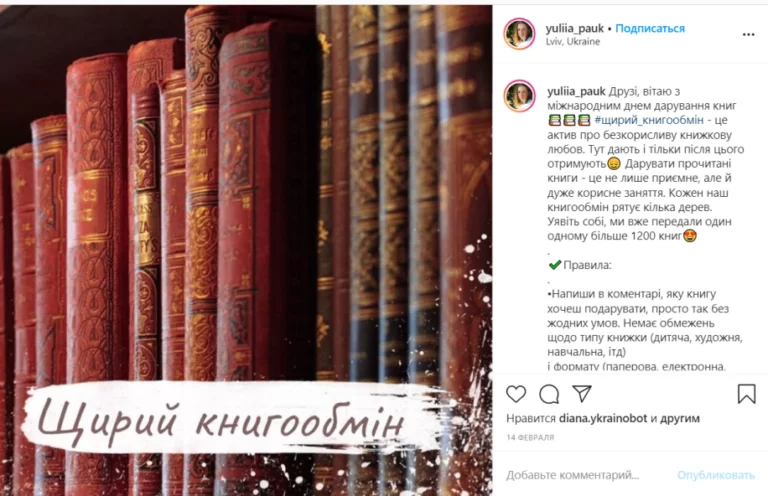 Щирий книгообмін
yuliia_pauk • Подписаться
Lviv, Ukraine
yuliia_pauk Друзі, вітаю з
міжнародним днем дарування книг
📚📚📚 #щирий_книгообмін - це
актив про безкорисливу книжкову
любов. Тут дають і тільки після цього
отримують😄 Дарувати прочитані
книги - це не лише приємне, але й
дуже корисне заняття. Кожен наш
книгообмін рятує кілька дерев.
Уявіть собі, ми вже передали один
одному більше 1200 книг🤩
.
✔Правила:
.
•Напиши в коментарі, яку книгу
хочеш подарувати, просто так без
жодних умов. Немає обмежень
щодо типу книжки (дитяча, художня,
навчальна, ітд)
і формату (паперова, електронна,
Нравится diana.ykrainobot и другим
14 ФЕВРАЛЯ
Добавьте комментарий...
Опубликовать